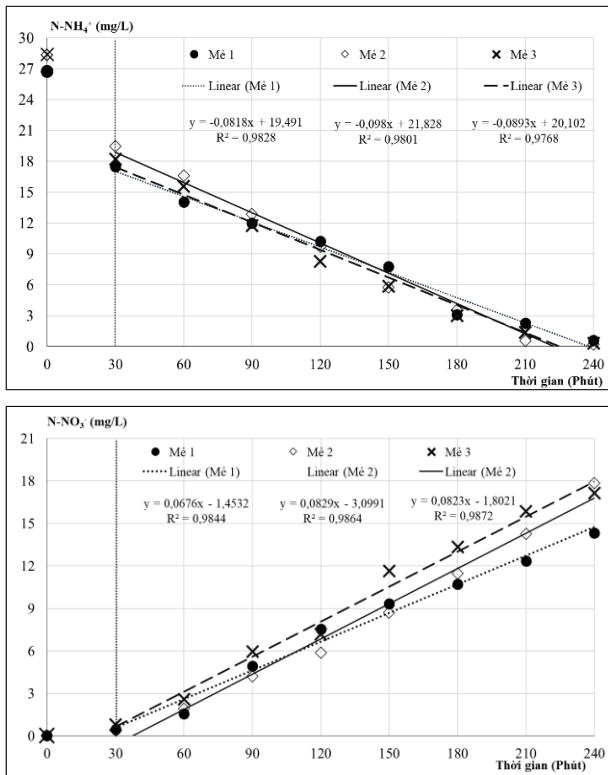 N-NH₄⁺ (mg/L)
30
27
24
21
18
15
12
9
6
3
0
Mẻ 1 Mẻ 2 Mẻ 3
Linear (Mẻ 1) Linear (Mẻ 2) Linear (Mẻ 3)
y = -0,0818x + 19,491 y = -0,098x + 21,828 y = -0,0893x + 20,102
R² = 0,9828 R² = 0,9801 R² = 0,9768
0 30 60 90 120 150 180 210 240
Thời gian (Phút)
N-NO₃⁻ (mg/L)
21
18
15
12
9
6
3
0
Mẻ 1 Mẻ 2 Mẻ 3
Linear (Mẻ 1) Linear (Mẻ 2) Linear (Mẻ 2)
y = 0,0676x - 1,4532 y = 0,0829x - 3,0991 y = 0,0823x - 1,8021
R² = 0,9844 R² = 0,9864 R² = 0,9872
0 30 60 90 120 150 180 210 240
Thời gian (Phút)